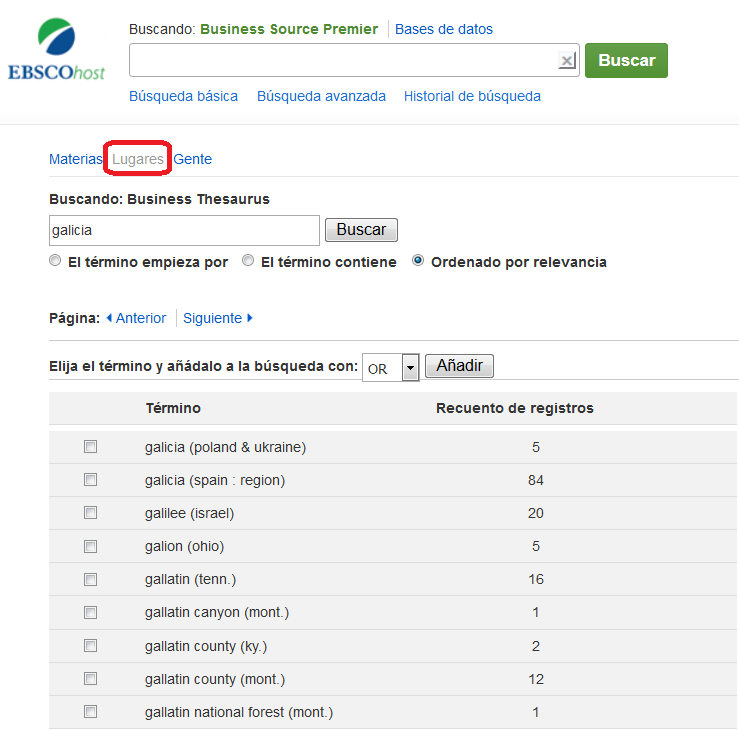 Buscando: Business Source Premier Bases de datos
EBSCOhost
Buscar
Búsqueda básica Búsqueda avanzada Historial de búsqueda
Materias Lugares Gente
Buscando: Business Thesaurus
galicia Buscar
El término empieza por El término contiene Ordenado por relevancia
Página: Anterior Siguiente
Elija el término y añádalo a la búsqueda con: OR Añadir
Término Recuento de registros
galicia (poland & ukraine) 5
galicia (spain : region) 84
galilee (israel) 20
galion (ohio) 5
gallatin (tenn.) 16
gallatin canyon (mont.) 1
gallatin county (ky.) 2
gallatin county (mont.) 12
gallatin national forest (mont.) 1